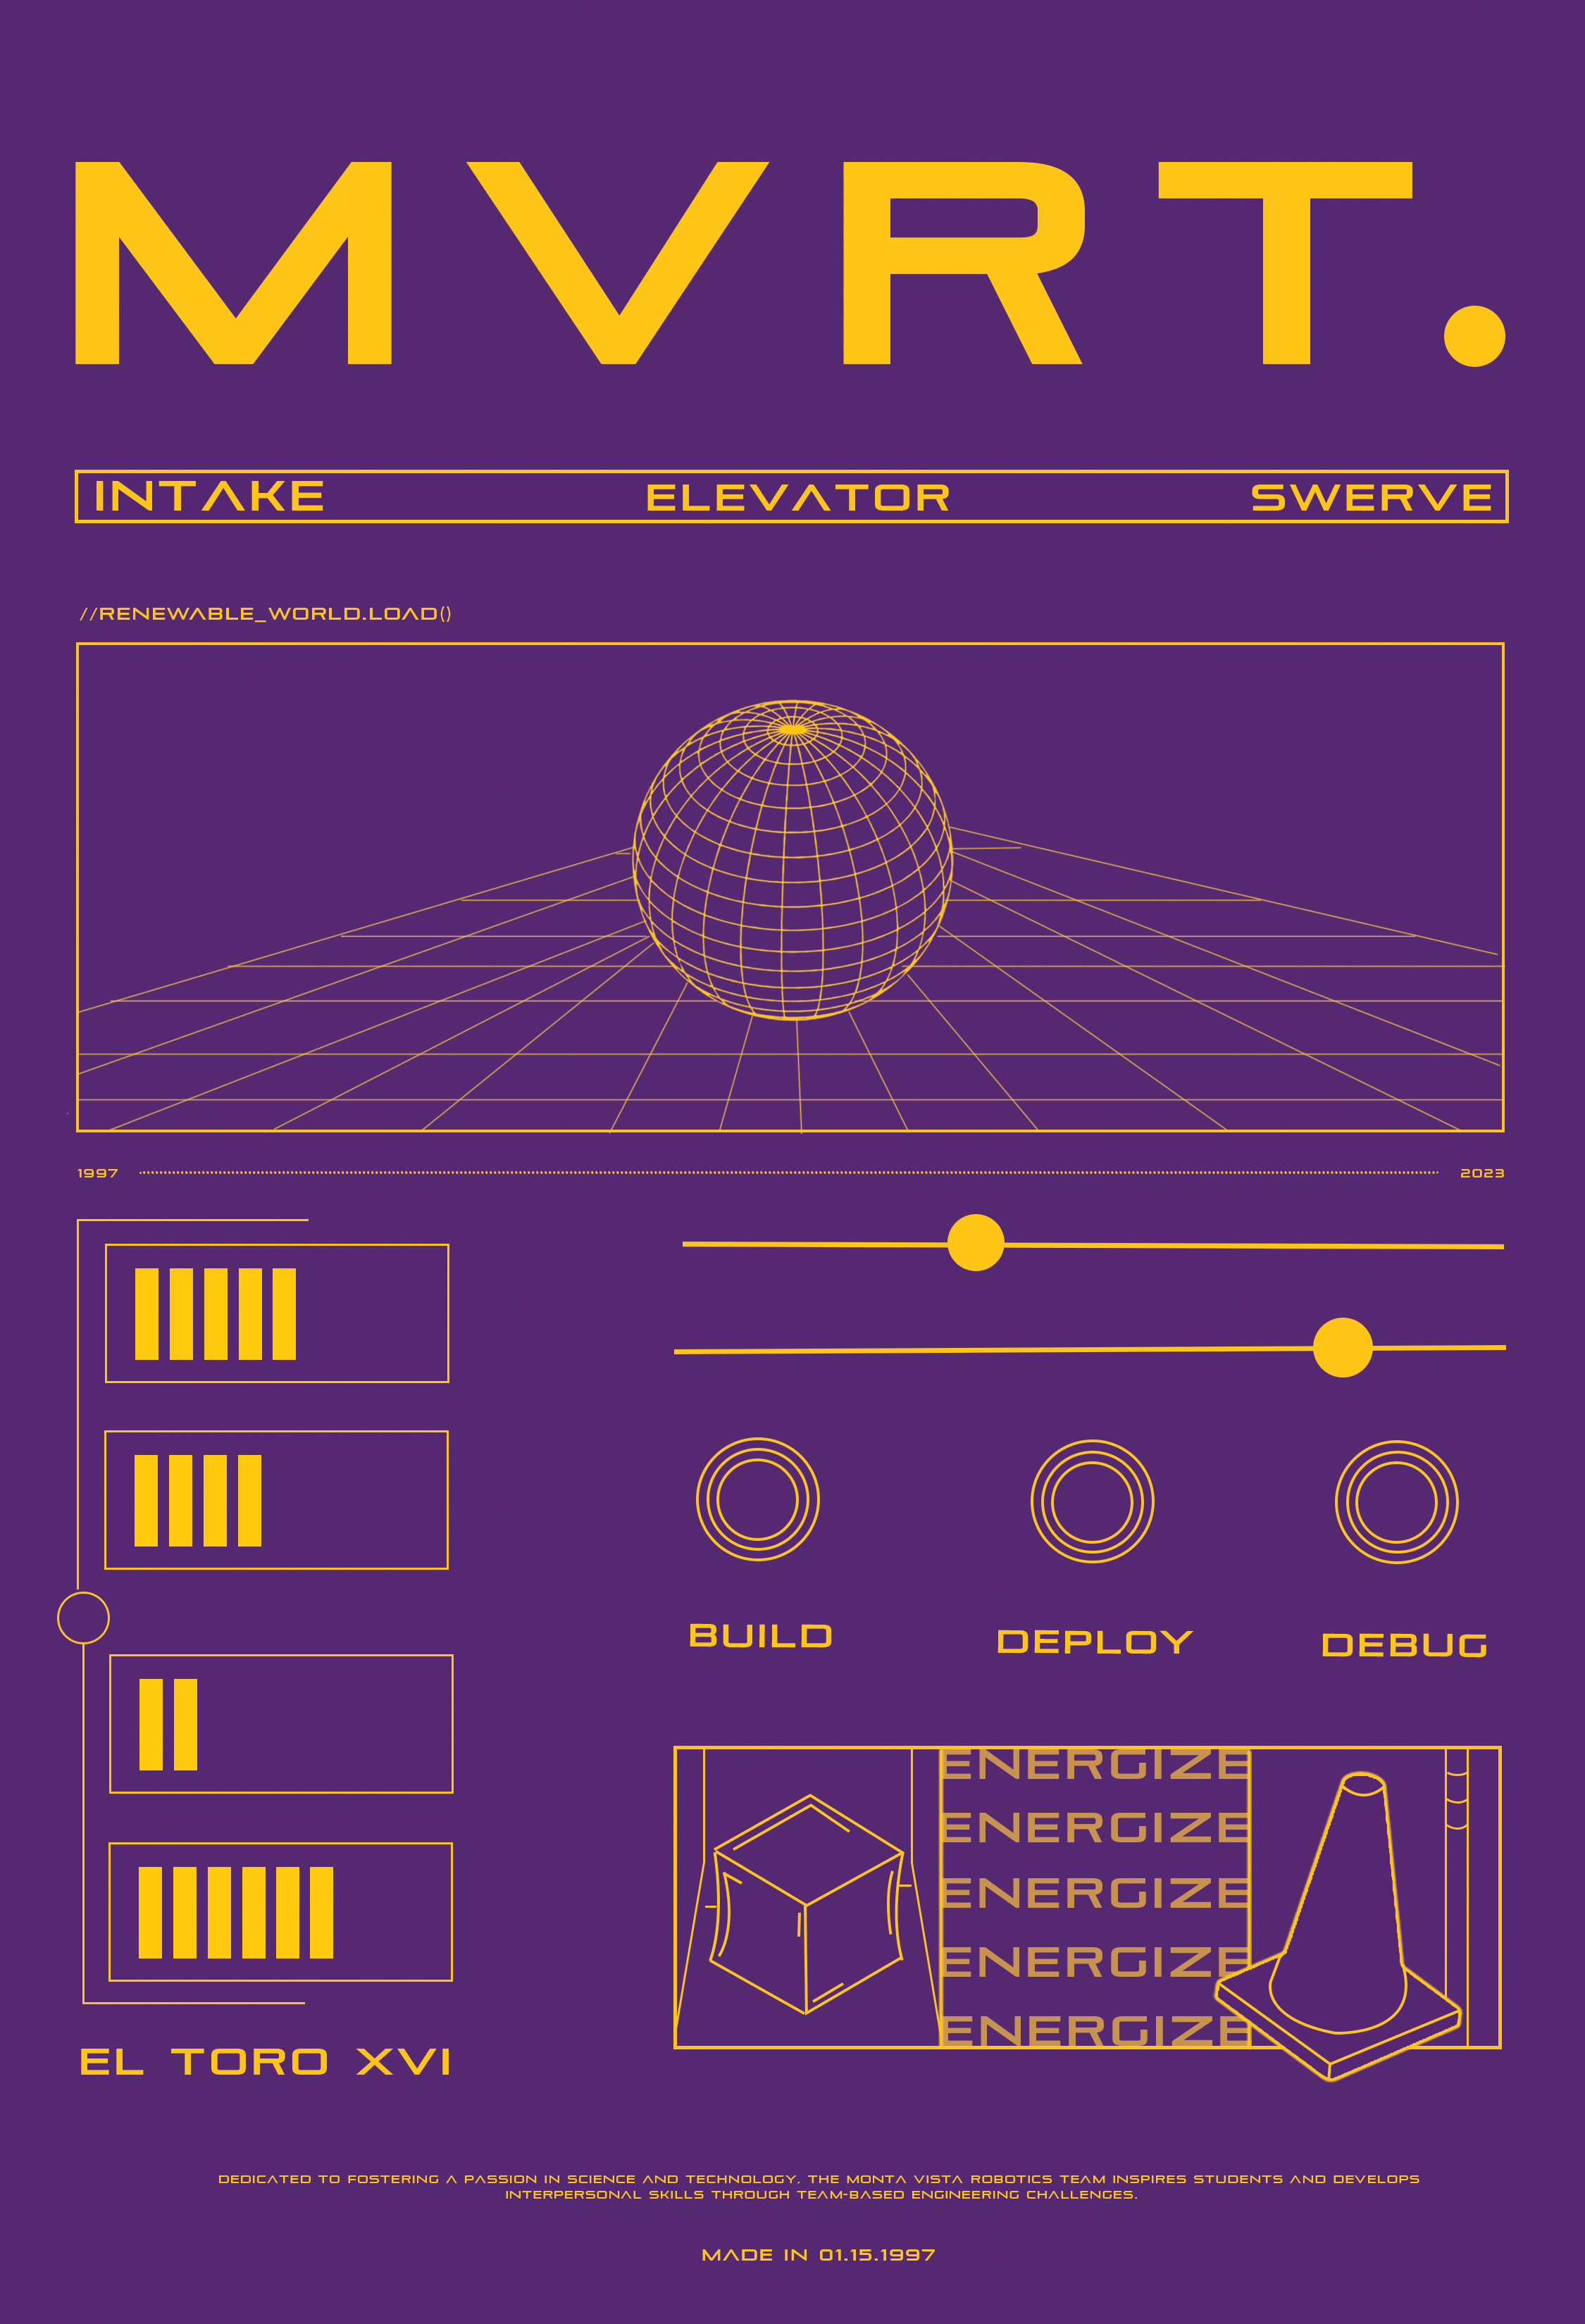 MVRT.
INTAKE ELEVATOR SWERVE
//RENEWABLE_WORLD.LOAD()
1997 2023
BUILD DEPLOY DEBUG
ENERGIZE
ENERGIZE
ENERGIZE
ENERGIZE
ENERGIZE
EL TORO XVI
DEDICATED TO FOSTERING A PASSION IN SCIENCE AND TECHNOLOGY, THE MONTA VISTA ROBOTICS TEAM INSPIRES STUDENTS AND DEVELOPS
INTERPERSONAL SKILLS THROUGH TEAM-BASED ENGINEERING CHALLENGES.
MADE IN 01.15.1997